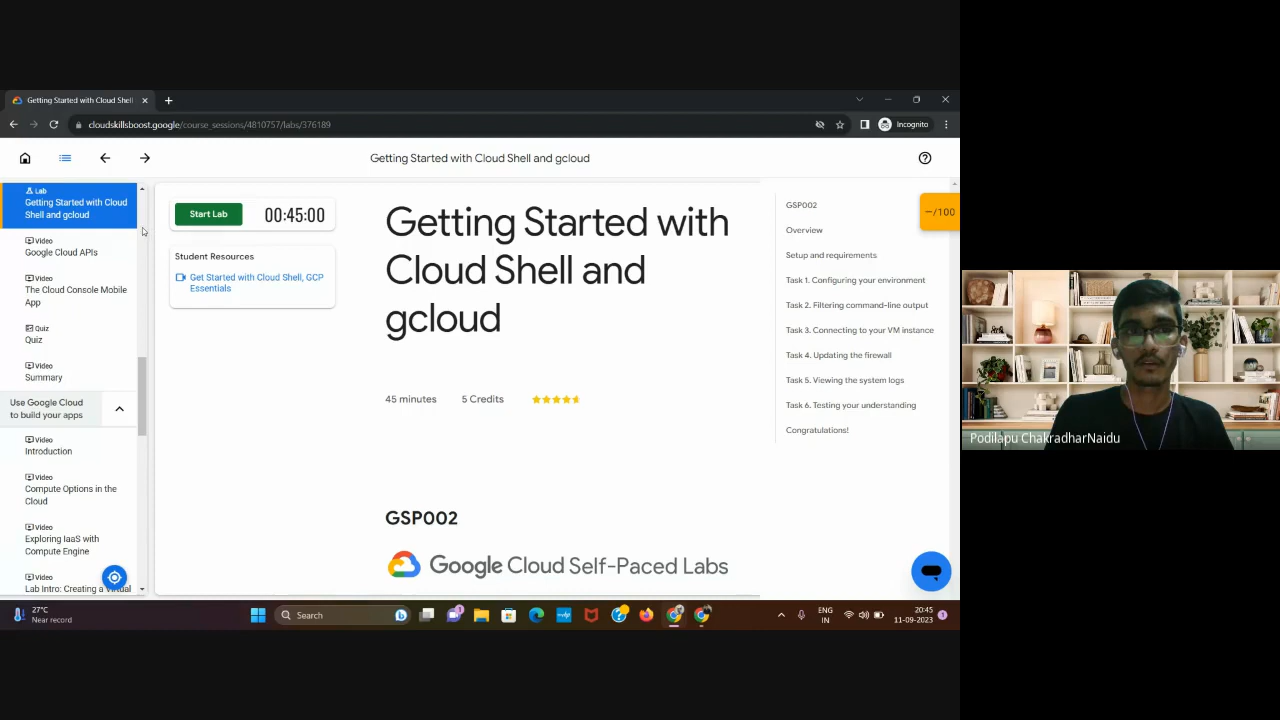 Getting Started with Cloud Shell
cloudskillsboost.google/course_sessions/4810757/labs/376189
Incognito
Getting Started with Cloud Shell and gcloud
Lab
Getting Started with Cloud
Shell and gcloud
Video
Google Cloud APIs
Video
The Cloud Console Mobile
App
Quiz
Quiz
Video
Summary
Use Google Cloud
to build your apps
Video
Introduction
Video
Compute Options in the
Cloud
Video
Exploring IaaS with
Compute Engine
Video
Lab Intro: Creating a Virtual
Start Lab
00:45:00
Student Resources
Get Started with Cloud Shell, GCP
Essentials
Getting Started with
Cloud Shell and
gcloud
45 minutes
5 Credits
GSP002
Google Cloud Self-Paced Labs
GSP002
Overview
Setup and requirements
Task 1. Configuring your environment
Task 2. Filtering command-line output
Task 3. Connecting to your VM instance
Task 4. Updating the firewall
Task 5. Viewing the system logs
Task 6. Testing your understanding
Congratulations!
–/100
Podilapu ChakradharNaidu
27°C
Near record
Search
ENG
IN
20:45
11-09-2023